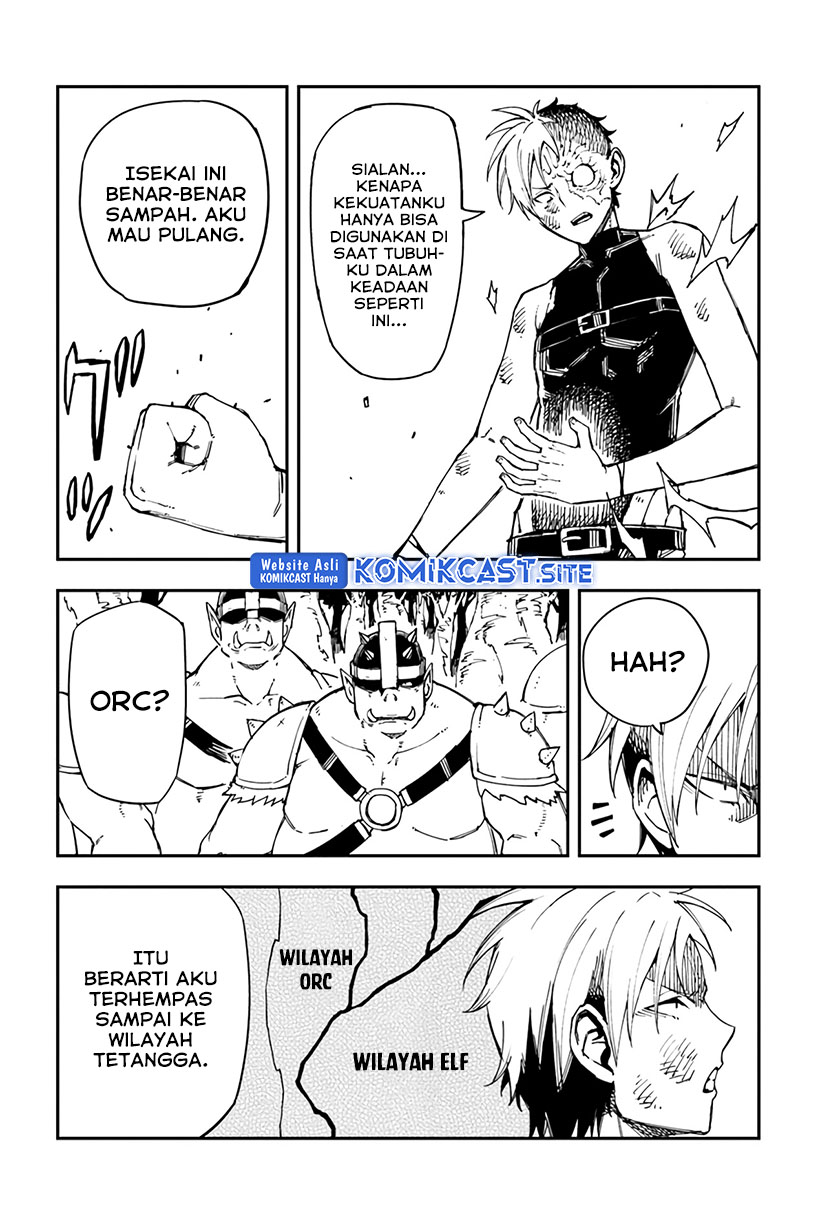 SIALAN...
KENAPA
KEKUATANKU
HANYA BISA
DIGUNAKAN DI
SAAT TUBUH-
KU DALAM
KEADAAN
SEPERTI
INI...
ISEKAI INI
BENAR-BENAR
SAMPAH. AKU
MAU PULANG.
Website Asli
KOMIKCAST Hanya
KOMIKCAST.SITE
HAH?
ORC?
WILAYAH
ORC
WILAYAH ELF
ITU
BERARTI AKU
TERHEMPAS
SAMPAI KE
WILAYAH
TETANGGA.